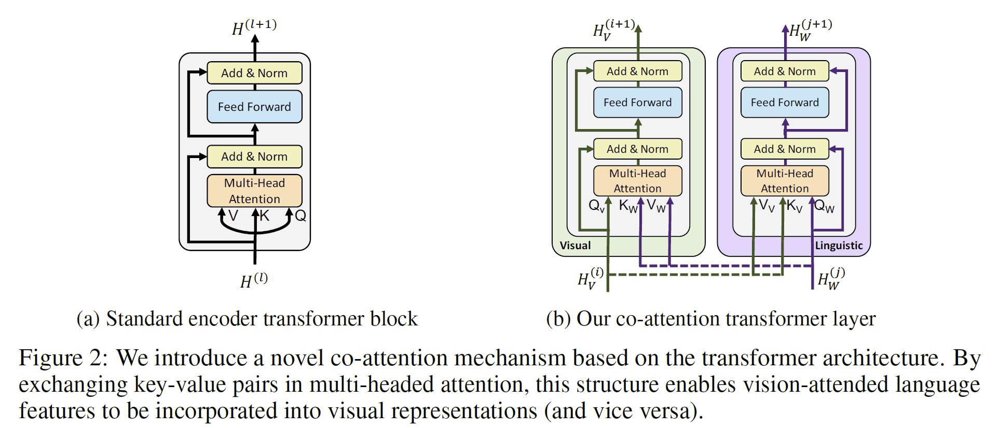 H^(l+1)
Add & Norm
Feed Forward
Add & Norm
Multi-Head
Attention
V K Q
H^(l)
(a) Standard encoder transformer block
H_V^(i+1)
Add & Norm
Feed Forward
Add & Norm
Multi-Head
Attention
Q_v K_W V_W
Visual
H_V^(i)
H_W^(j+1)
Add & Norm
Feed Forward
Add & Norm
Multi-Head
Attention
V_V K_V Q_W
Linguistic
H_W^(j)
(b) Our co-attention transformer layer
Figure 2: We introduce a novel co-attention mechanism based on the transformer architecture. By
exchanging key-value pairs in multi-headed attention, this structure enables vision-attended language
features to be incorporated into visual representations (and vice versa).